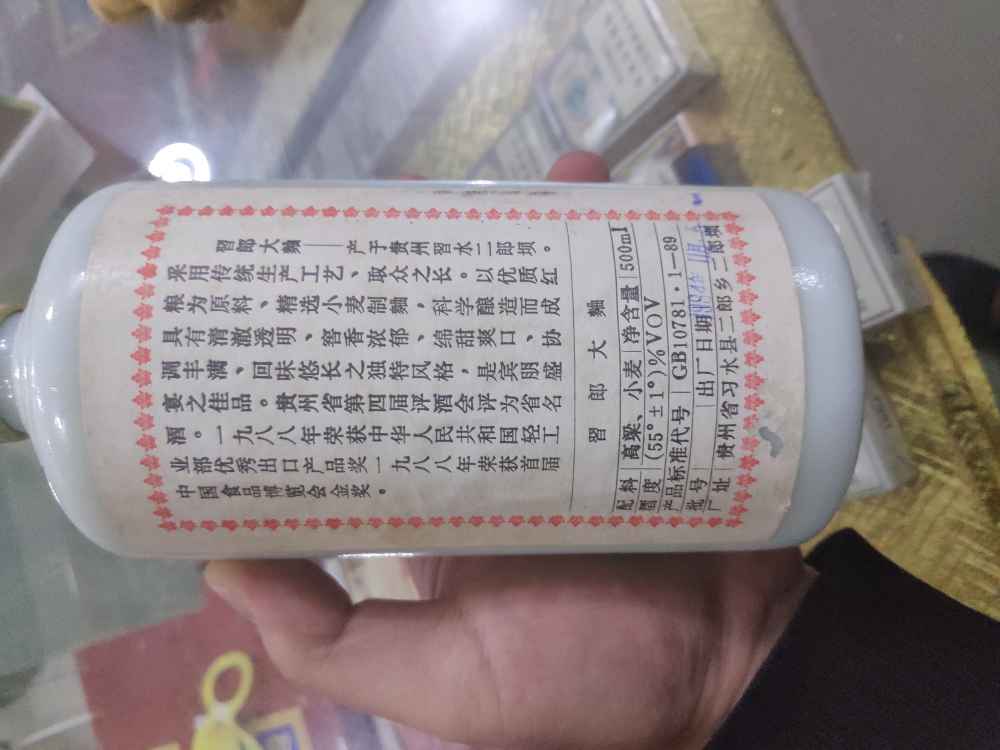 習郎大麯——产于贵州習水二郎坝。
采用传统生产工艺、取众之长。以优质红
粮为原料、精选小麦制麯，科学酿造而成
具有清澈透明、窖香浓郁、绵甜爽口、协
调丰满、回味悠长之独特风格，是宾朋盛
宴之佳品。贵州省第四届评酒会评为省名
酒。一九八八年荣获中华人民共和国轻工
业部优秀出口产品奖一九八八年荣获首届
中国食品博览会金奖。
習郎大麯
配料 高粱、小麦 净含量 500ml
酒度 (55°±1°)%VOV
产品标准代号 GB10781·1—89
批号 出厂日期
厂址 贵州省习水县二郎乡二郎坝